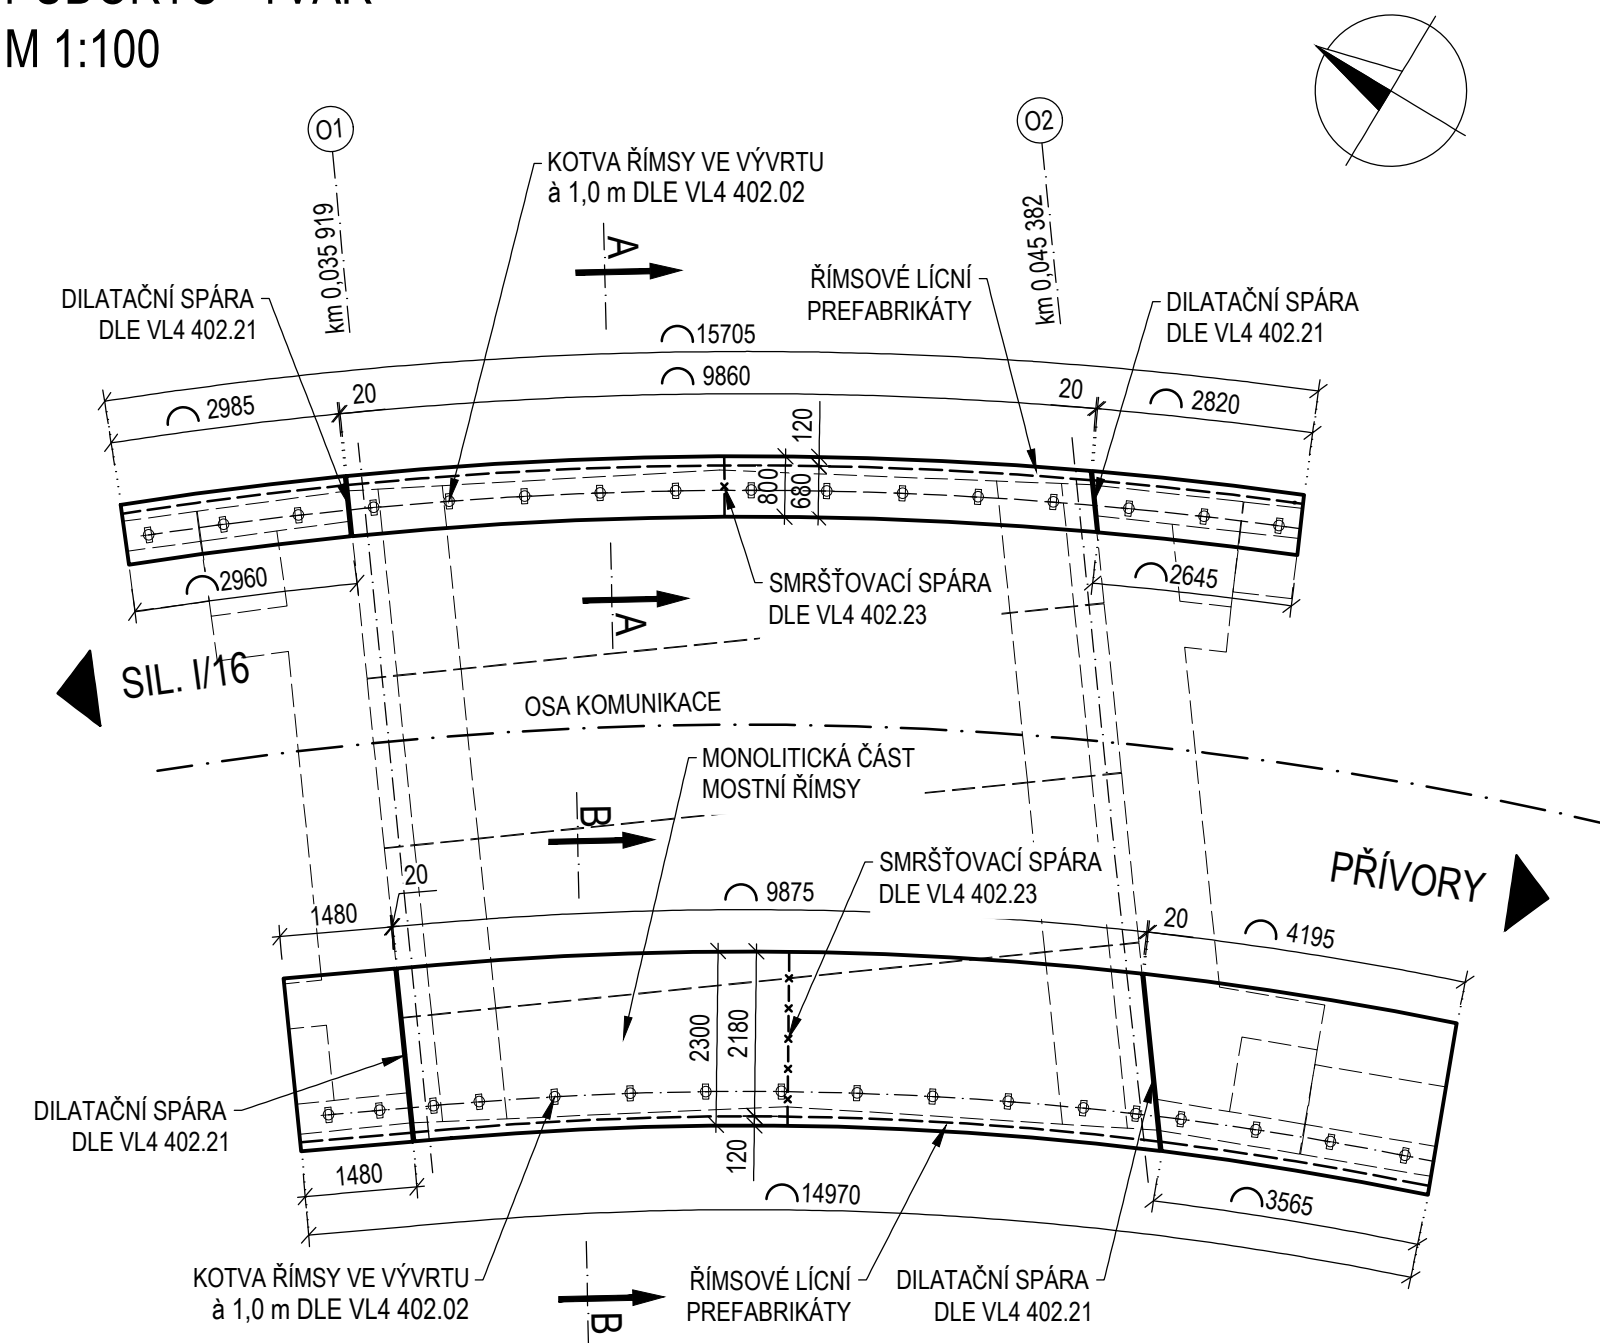 M 1:100
O1
O2
km 0,035 919
km 0,045 382
KOTVA ŘÍMSY VE VÝVRTU
à 1,0 m DLE VL4 402.02
A
DILATAČNÍ SPÁRA
DLE VL4 402.21
ŘÍMSOVÉ LÍCNÍ
PREFABRIKÁTY
DILATAČNÍ SPÁRA
DLE VL4 402.21
15705
9860
2985
20
20
2820
120
800
680
2960
2645
SMRŠŤOVACÍ SPÁRA
DLE VL4 402.23
A
SIL. I/16
OSA KOMUNIKACE
MONOLITICKÁ ČÁST
MOSTNÍ ŘÍMSY
B
SMRŠŤOVACÍ SPÁRA
DLE VL4 402.23
PŘÍVORY
1480
20
9875
20
4195
2300
2180
120
DILATAČNÍ SPÁRA
DLE VL4 402.21
1480
14970
3565
KOTVA ŘÍMSY VE VÝVRTU
à 1,0 m DLE VL4 402.02
B
ŘÍMSOVÉ LÍCNÍ
PREFABRIKÁTY
DILATAČNÍ SPÁRA
DLE VL4 402.21